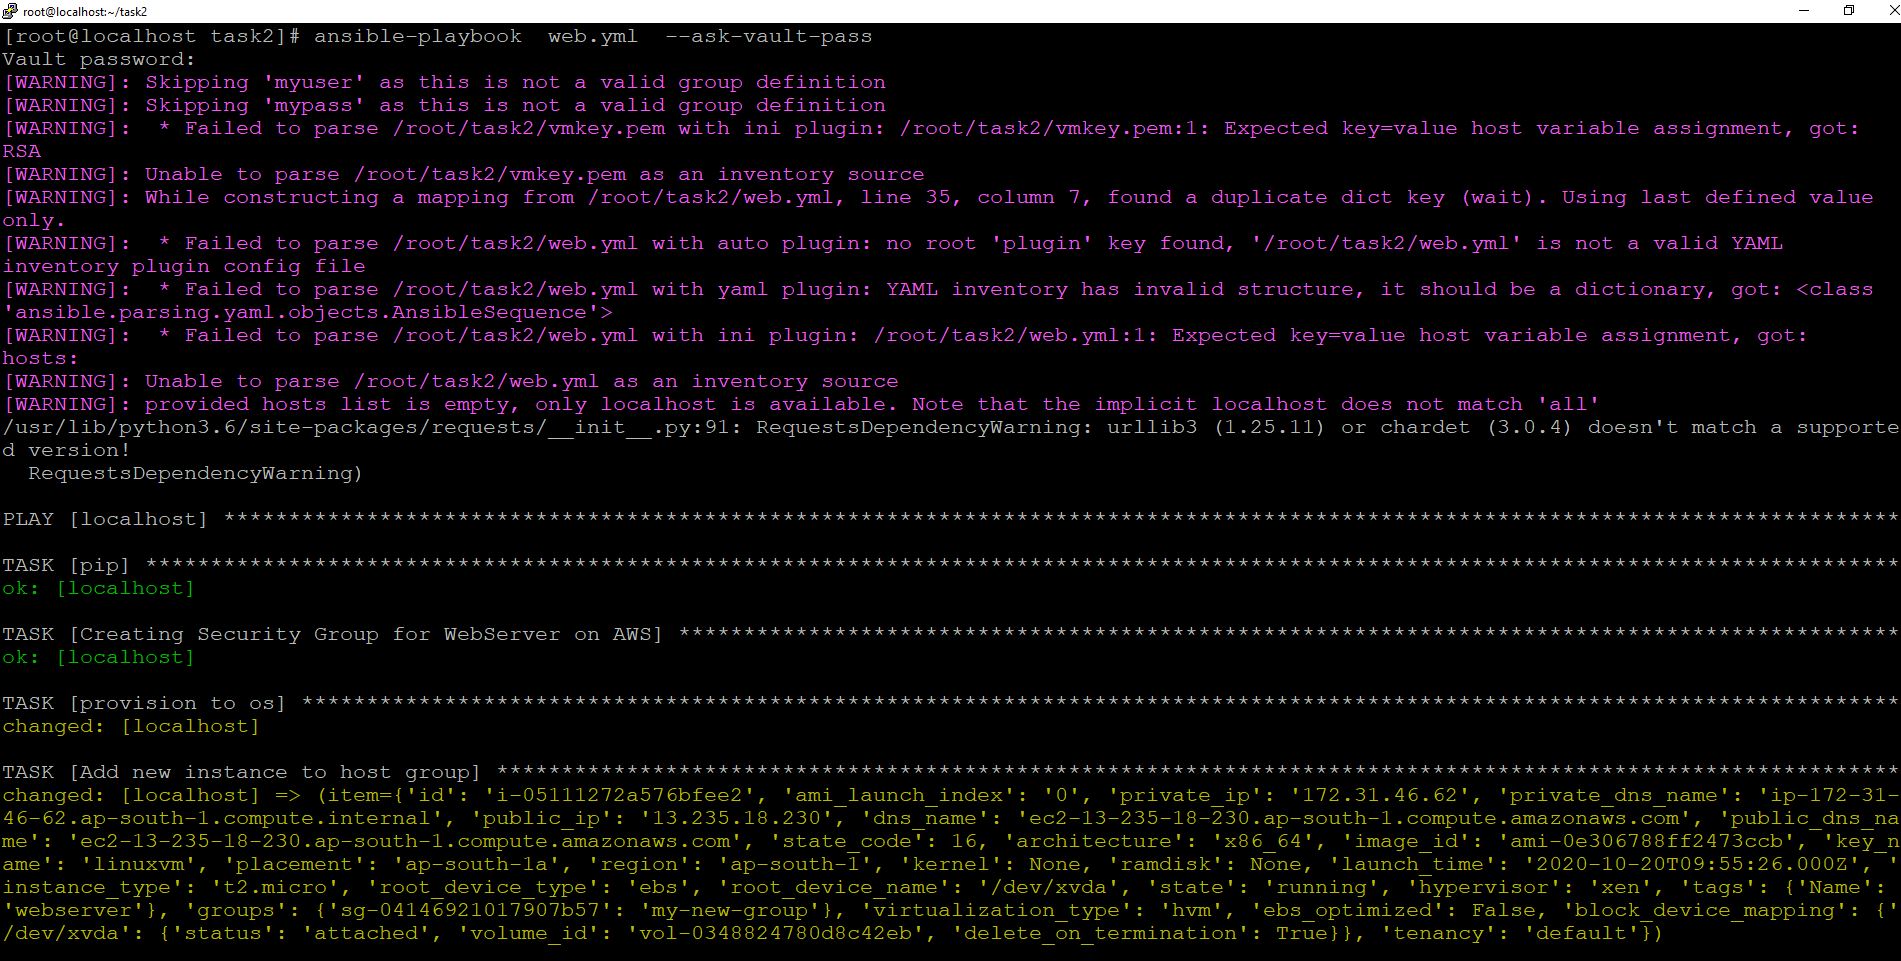 root@localhost:~/task2
[root@localhost task2]# ansible-playbook  web.yml  --ask-vault-pass
Vault password:
[WARNING]: Skipping 'myuser' as this is not a valid group definition
[WARNING]: Skipping 'mypass' as this is not a valid group definition
[WARNING]:  * Failed to parse /root/task2/vmkey.pem with ini plugin: /root/task2/vmkey.pem:1: Expected key=value host variable assignment, got:
RSA
[WARNING]: Unable to parse /root/task2/vmkey.pem as an inventory source
[WARNING]: While constructing a mapping from /root/task2/web.yml, line 35, column 7, found a duplicate dict key (wait). Using last defined value
only.
[WARNING]:  * Failed to parse /root/task2/web.yml with auto plugin: no root 'plugin' key found, '/root/task2/web.yml' is not a valid YAML
inventory plugin config file
[WARNING]:  * Failed to parse /root/task2/web.yml with yaml plugin: YAML inventory has invalid structure, it should be a dictionary, got: <class
'ansible.parsing.yaml.objects.AnsibleSequence'>
[WARNING]:  * Failed to parse /root/task2/web.yml with ini plugin: /root/task2/web.yml:1: Expected key=value host variable assignment, got:
hosts:
[WARNING]: Unable to parse /root/task2/web.yml as an inventory source
[WARNING]: provided hosts list is empty, only localhost is available. Note that the implicit localhost does not match 'all'
/usr/lib/python3.6/site-packages/requests/__init__.py:91: RequestsDependencyWarning: urllib3 (1.25.11) or chardet (3.0.4) doesn't match a supporte
d version!
  RequestsDependencyWarning)
PLAY [localhost] *********************************************************************************************************************************
TASK [pip] ***************************************************************************************************************************************
ok: [localhost]
TASK [Creating Security Group for WebServer on AWS] **********************************************************************************************
ok: [localhost]
TASK [provision to os] ***************************************************************************************************************************
changed: [localhost]
TASK [Add new instance to host group] ************************************************************************************************************
changed: [localhost] => (item={'id': 'i-05111272a576bfee2', 'ami_launch_index': '0', 'private_ip': '172.31.46.62', 'private_dns_name': 'ip-172-31-
46-62.ap-south-1.compute.internal', 'public_ip': '13.235.18.230', 'dns_name': 'ec2-13-235-18-230.ap-south-1.compute.amazonaws.com', 'public_dns_na
me': 'ec2-13-235-18-230.ap-south-1.compute.amazonaws.com', 'state_code': 16, 'architecture': 'x86_64', 'image_id': 'ami-0e306788ff2473ccb', 'key_n
ame': 'linuxvm', 'placement': 'ap-south-1a', 'region': 'ap-south-1', 'kernel': None, 'ramdisk': None, 'launch_time': '2020-10-20T09:55:26.000Z', '
instance_type': 't2.micro', 'root_device_type': 'ebs', 'root_device_name': '/dev/xvda', 'state': 'running', 'hypervisor': 'xen', 'tags': {'Name':
'webserver'}, 'groups': {'sg-04146921017907b57': 'my-new-group'}, 'virtualization_type': 'hvm', 'ebs_optimized': False, 'block_device_mapping': {'
/dev/xvda': {'status': 'attached', 'volume_id': 'vol-0348824780d8c42eb', 'delete_on_termination': True}}, 'tenancy': 'default'})